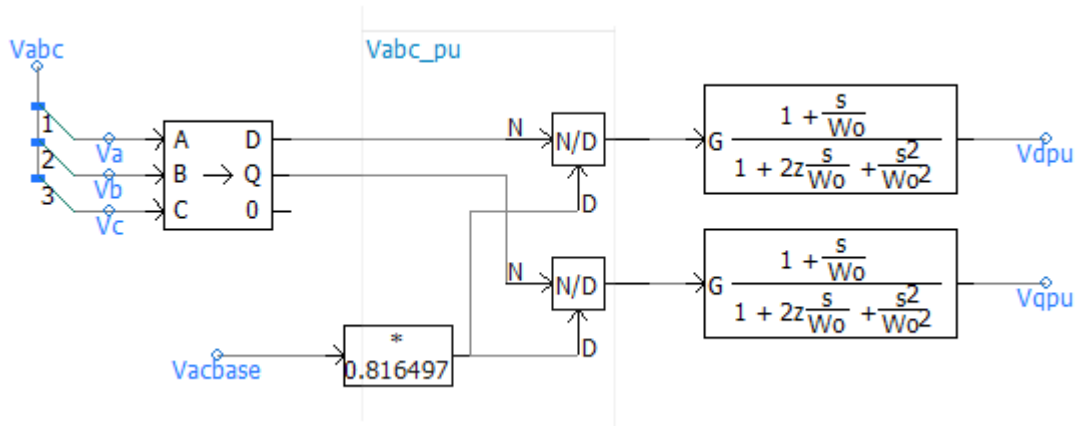 Vabc
Vabc_pu
1
Va
A
D
2
Vb
B
Q
3
Vc
C
0
N
N/D
D
G
1 + s/Wo
1 + 2z s/Wo + s2/Wo2
Vdpu
N
N/D
D
G
1 + s/Wo
1 + 2z s/Wo + s2/Wo2
Vqpu
Vacbase
*
0.816497